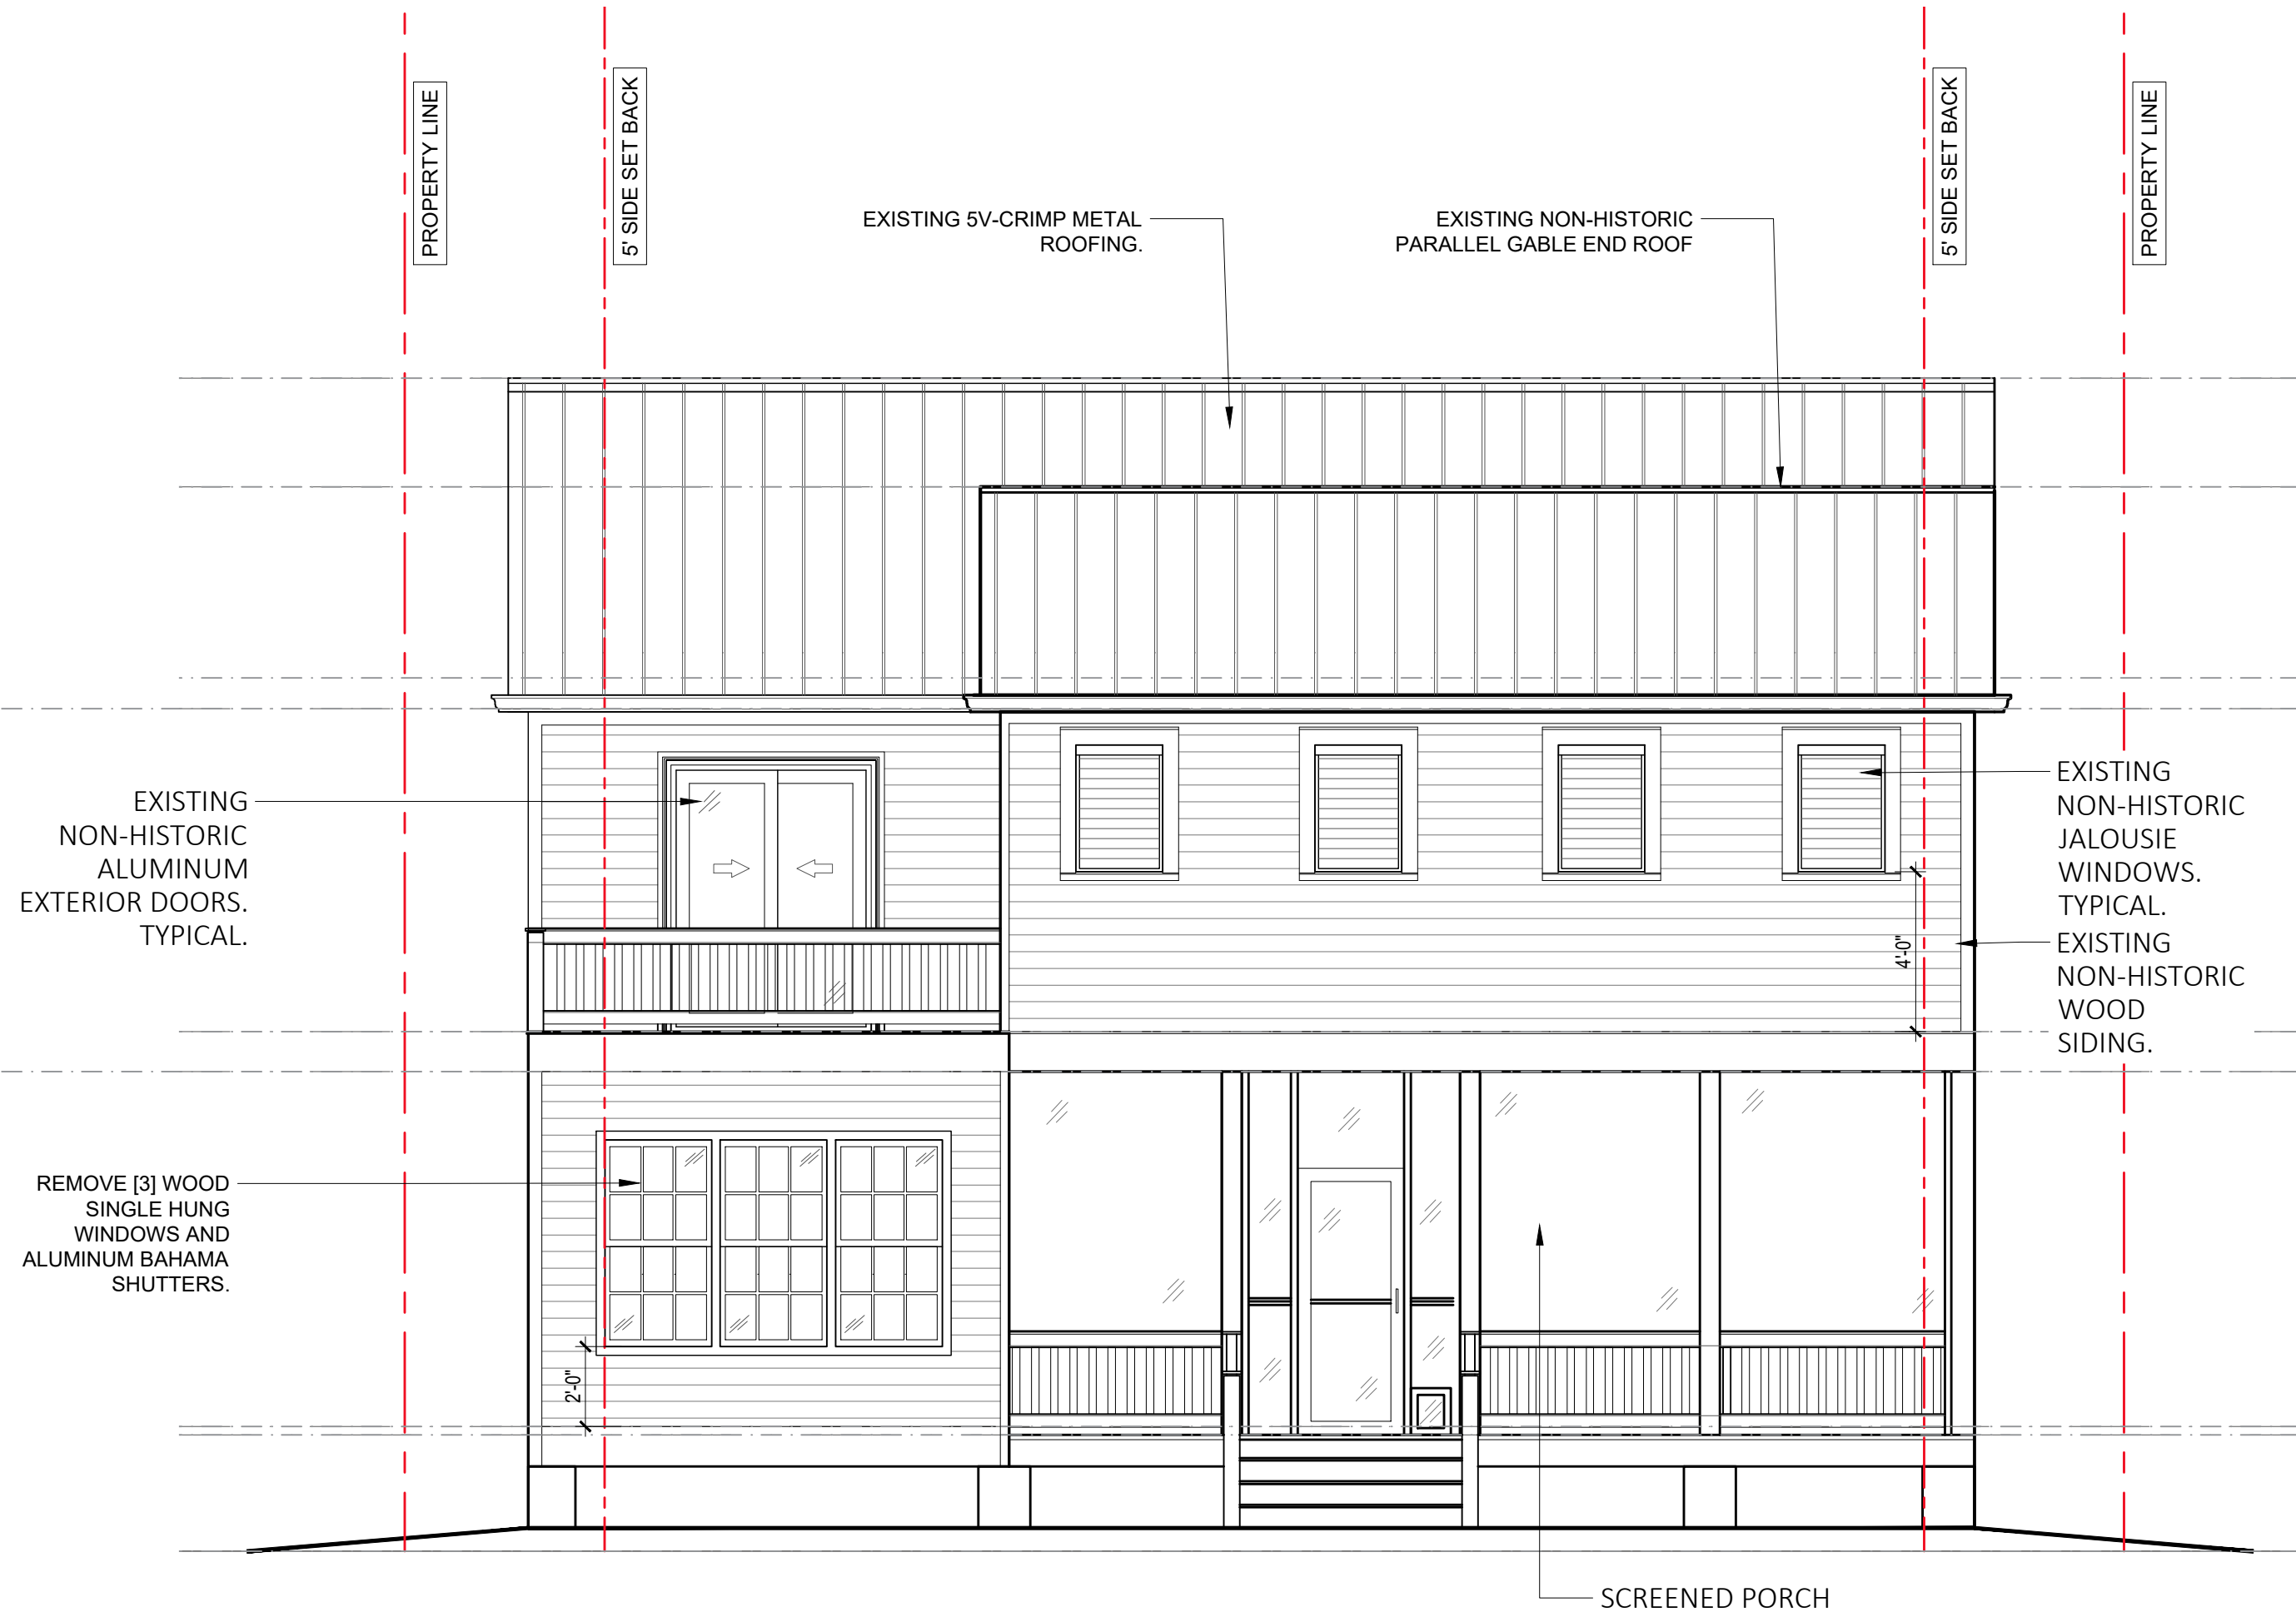 PROPERTY LINE
5' SIDE SET BACK
5' SIDE SET BACK
PROPERTY LINE
EXISTING 5V-CRIMP METAL
ROOFING.
EXISTING NON-HISTORIC
PARALLEL GABLE END ROOF
EXISTING
NON-HISTORIC
ALUMINUM
EXTERIOR DOORS.
TYPICAL.
EXISTING
NON-HISTORIC
JALOUSIE
WINDOWS.
TYPICAL.
4'-0"
EXISTING
NON-HISTORIC
WOOD
SIDING.
REMOVE [3] WOOD
SINGLE HUNG
WINDOWS AND
ALUMINUM BAHAMA
SHUTTERS.
2'-0"
SCREENED PORCH